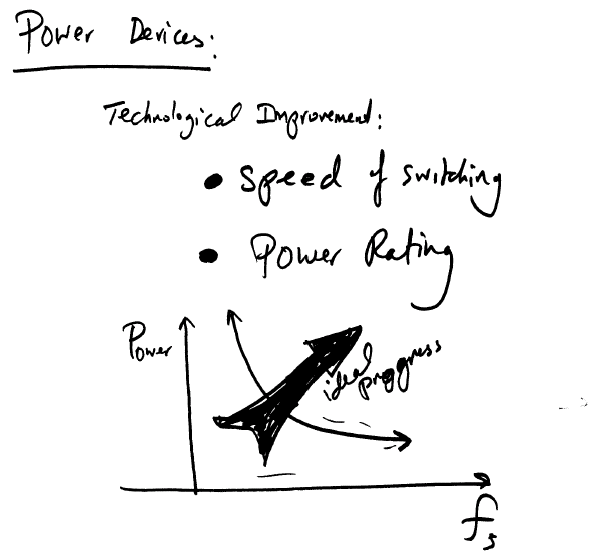 Power Devices:
Technological Improvement:
• Speed of switching
• Power Rating
Power
ideal progress
fs